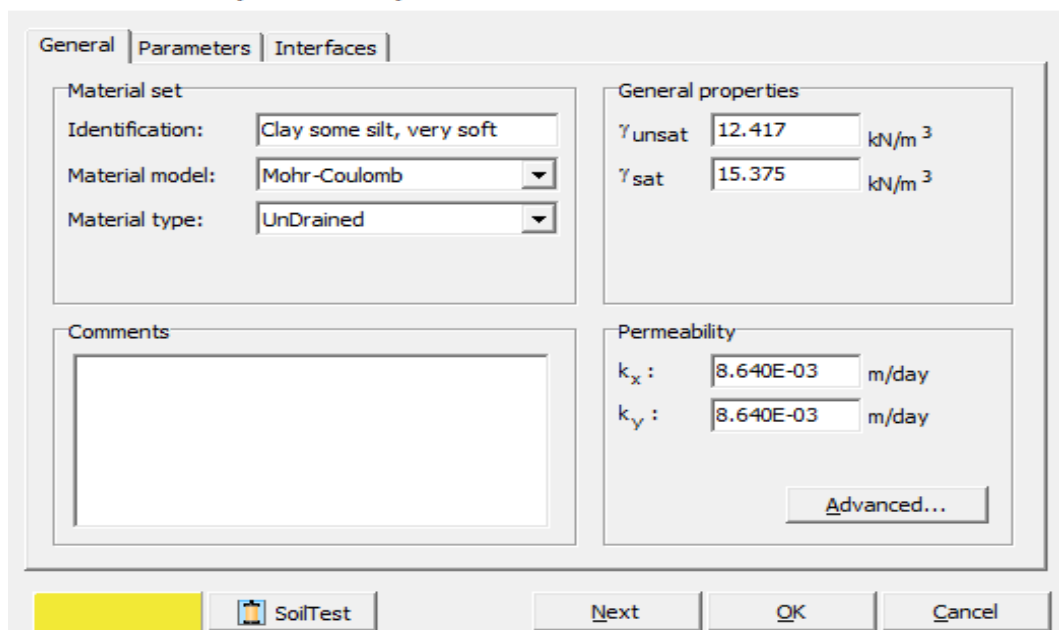 General Parameters Interfaces
Material set
Identification: Clay some silt, very soft
Material model: Mohr-Coulomb
Material type: UnDrained
General properties
γunsat 12.417 kN/m 3
γsat 15.375 kN/m 3
Comments
Permeability
kx : 8.640E-03 m/day
ky : 8.640E-03 m/day
Advanced...
SoilTest Next OK Cancel